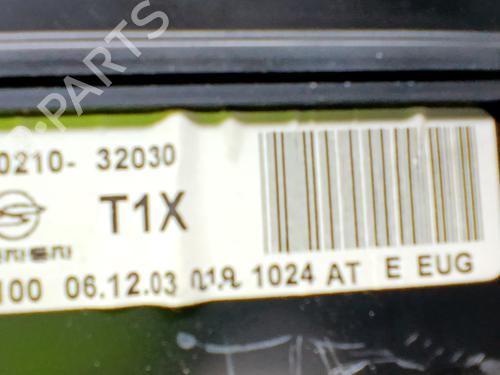 B-PARTS
0210- 32030
T1X
100 06.12.03 1024 AT E EUG